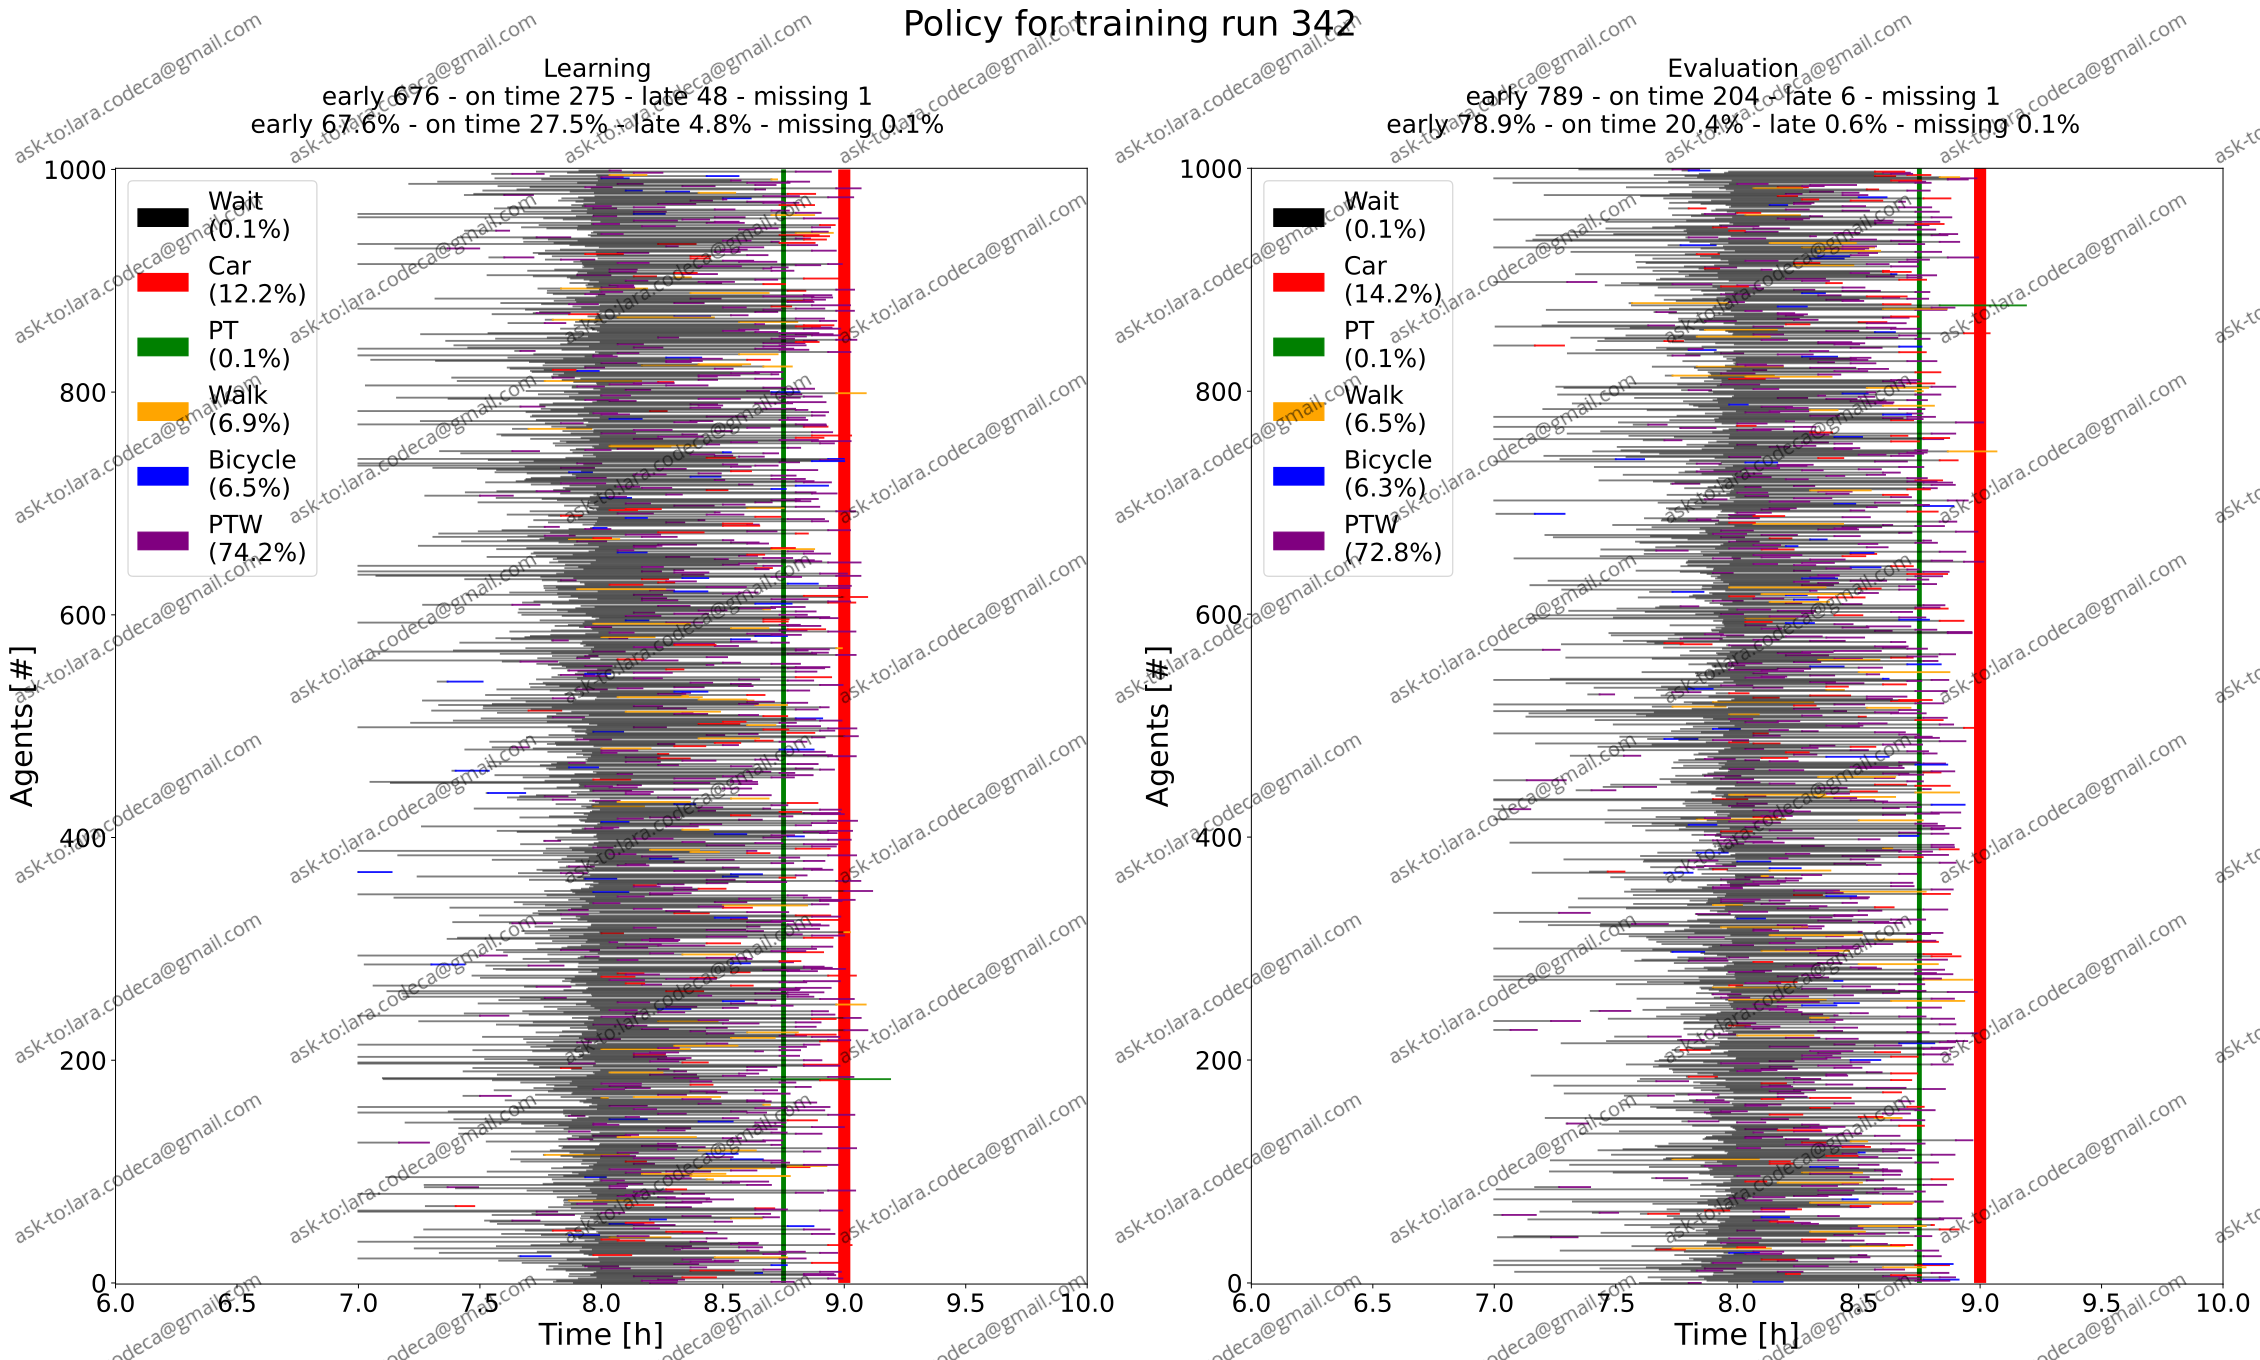 Policy for training run 342
Learning
early 676 - on time 275 - late 48 - missing 1
early 67.6% - on time 27.5% - late 4.8% - missing 0.1%
Evaluation
early 789 - on time 204 - late 6 - missing 1
early 78.9% - on time 20.4% - late 0.6% - missing 0.1%
Wait
(0.1%)
Car
(12.2%)
PT
(0.1%)
Walk
(6.9%)
Bicycle
(6.5%)
PTW
(74.2%)
Agents [#]
1000
800
600
400
200
0
6.0 6.5 7.0 7.5 8.0 8.5 9.0 9.5 10.0
Time [h]
Wait
(0.1%)
Car
(14.2%)
PT
(0.1%)
Walk
(6.5%)
Bicycle
(6.3%)
PTW
(72.8%)
Agents [#]
1000
800
600
400
200
0
6.0 6.5 7.0 7.5 8.0 8.5 9.0 9.5 10.0
Time [h]
ask-to:lara.codeca@gmail.com